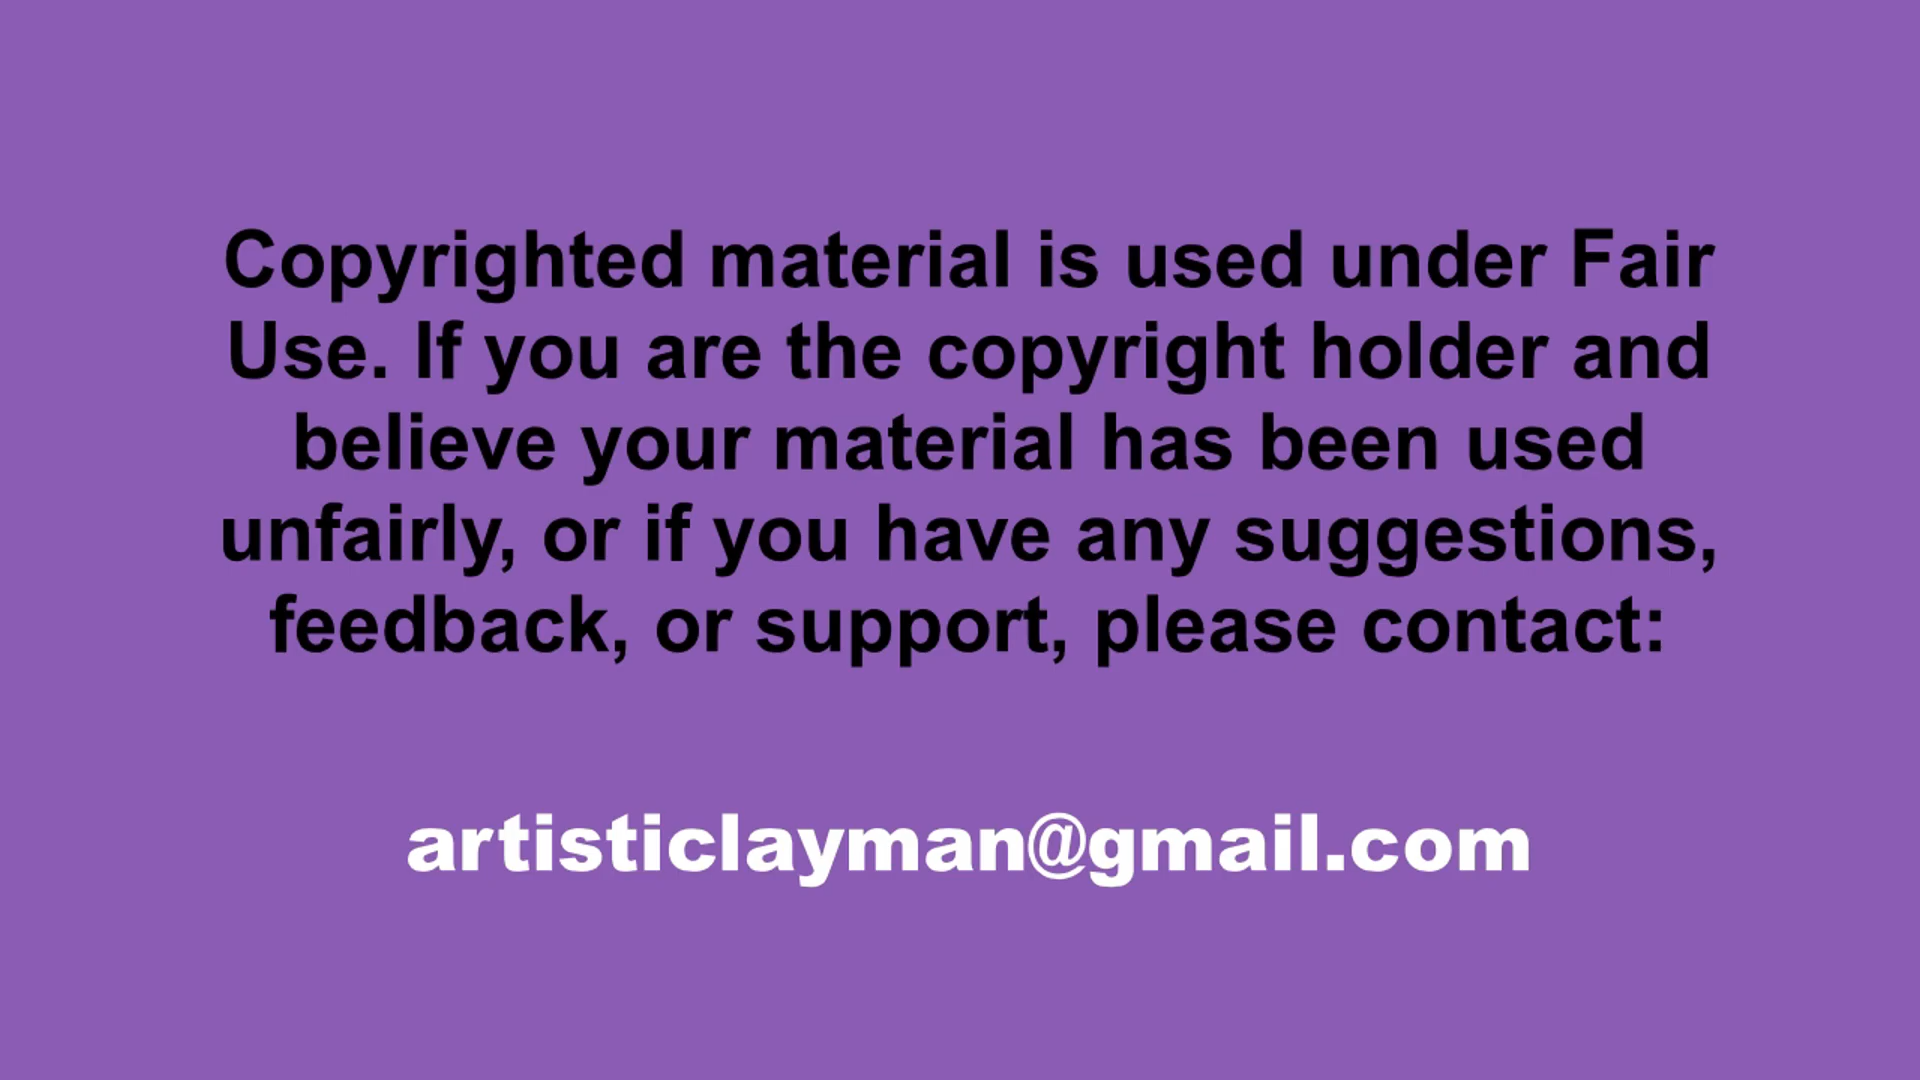 Copyrighted material is used under Fair
Use. If you are the copyright holder and
believe your material has been used
unfairly, or if you have any suggestions,
feedback, or support, please contact:
artisticlayman@gmail.com